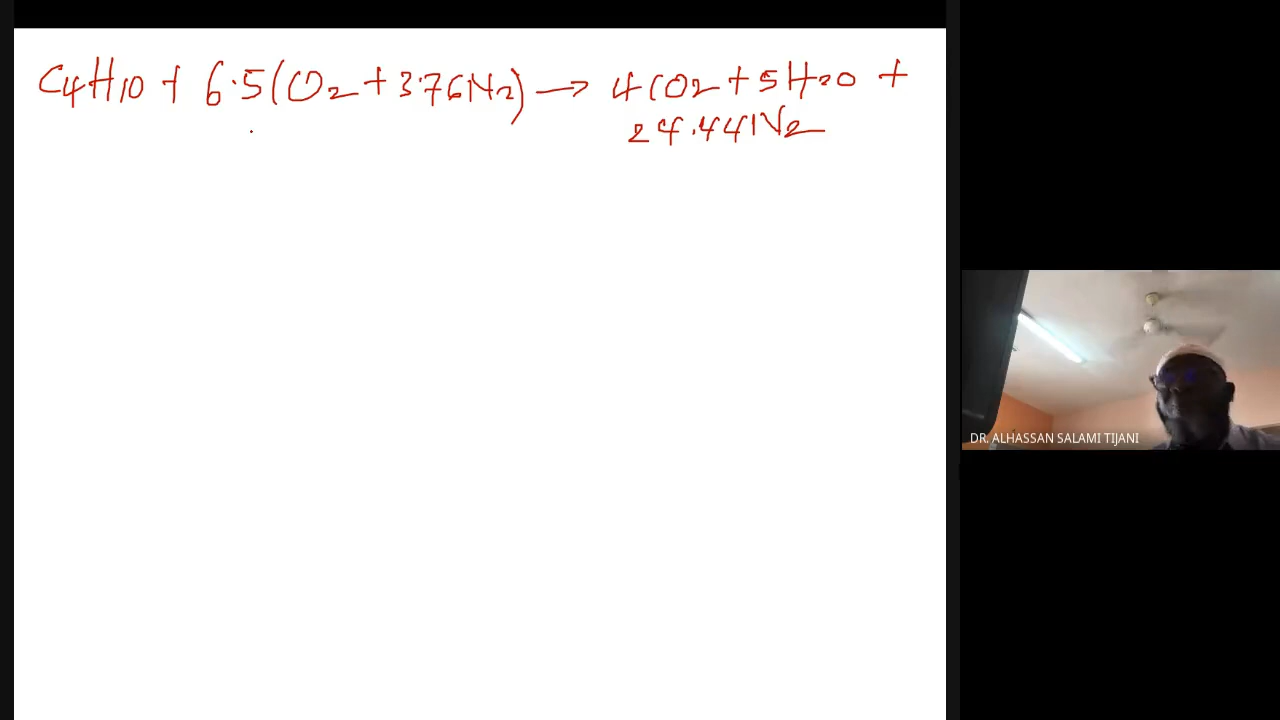 C4H10 + 6.5(O2 + 3.76N2) → 4CO2 + 5H2O +
24.44N2
DR. ALHASSAN SALAMI TIJANI